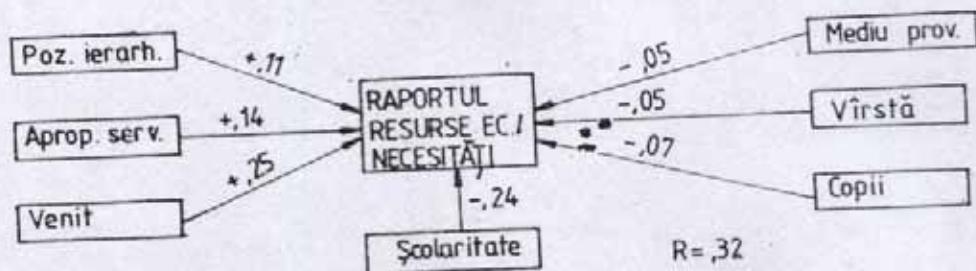 Poz. ierarh.
+,11
Aprop. serv.
+,14
Venit
+,25
RAPORTUL
RESURSE EC./
NECESITĂȚI
-,24
Școlaritate
Mediu prov.
-,05
Vîrstă
-,05
Copii
-,07
R=,32